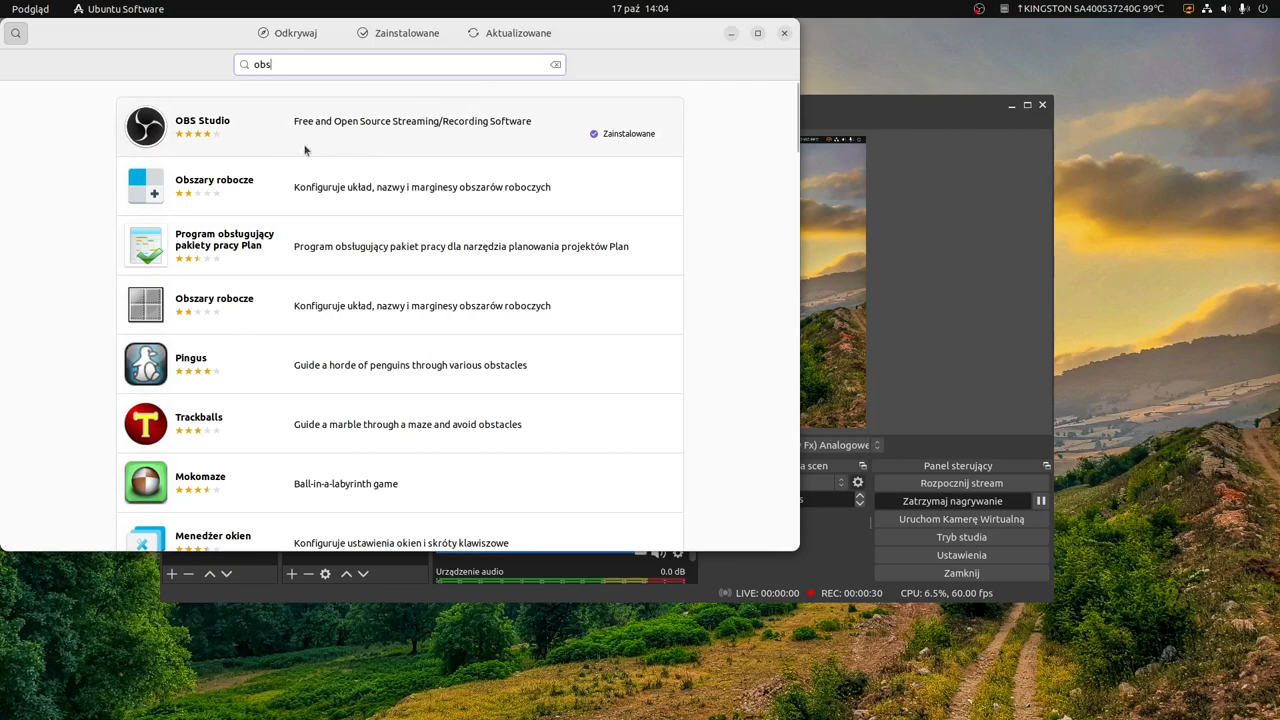 Podgląd
Ubuntu Software
17 paź 14:04
↑KINGSTON SA400S37240G 99°C
Odkrywaj
Zainstalowane
Aktualizowane
obs
OBS Studio
Free and Open Source Streaming/Recording Software
Zainstalowane
Obszary robocze
Konfiguruje układ, nazwy i marginesy obszarów roboczych
Program obsługujący
pakiety pracy Plan
Program obsługujący pakiet pracy dla narzędzia planowania projektów Plan
Obszary robocze
Konfiguruje układ, nazwy i marginesy obszarów roboczych
Pingus
Guide a horde of penguins through various obstacles
Trackballs
Guide a marble through a maze and avoid obstacles
Mokomaze
Ball-in-a-labyrinth game
Menedżer okien
Konfiguruje ustawienia okien i skróty klawiszowe
Fx) Analogowe
a scen
Panel sterujący
Rozpocznij stream
Zatrzymaj nagrywanie
Uruchom Kamerę Wirtualną
Tryb studia
Ustawienia
Zamknij
Urządzenie audio
0.0 dB
LIVE: 00:00:00
REC: 00:00:30
CPU: 6.5%, 60.00 fps